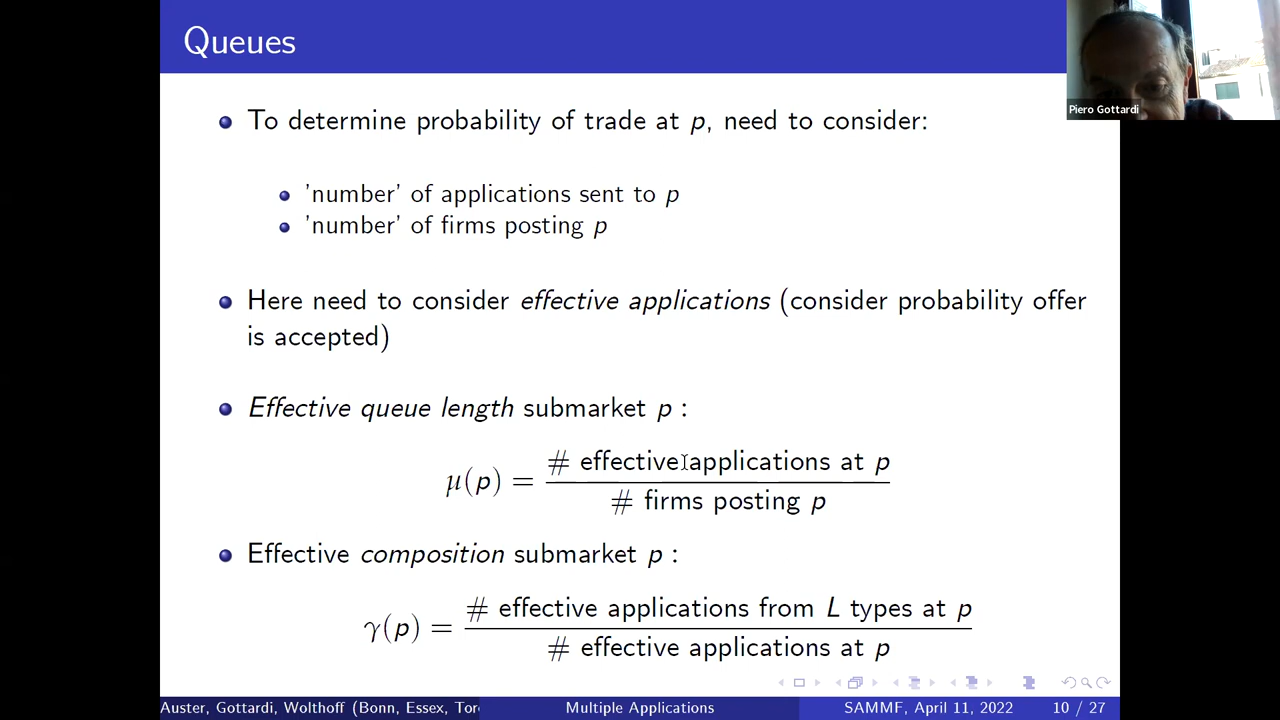 Queues
Piero Gottardi
To determine probability of trade at p, need to consider:
'number' of applications sent to p
'number' of firms posting p
Here need to consider effective applications (consider probability offer
is accepted)
Effective queue length submarket p :
μ(p) = # effective applications at p / # firms posting p
Effective composition submarket p :
γ(p) = # effective applications from L types at p / # effective applications at p
Auster, Gottardi, Wolthoff (Bonn, Essex, Toro
Multiple Applications
SAMMF, April 11, 2022
10 / 27